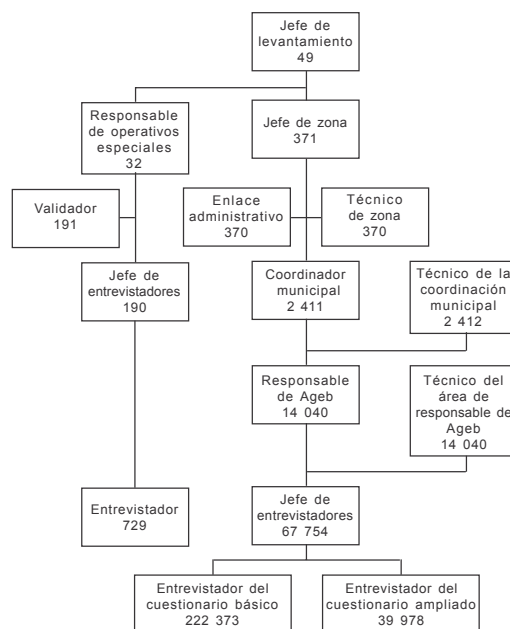 Jefe de
levantamiento
49
Responsable
de operativos
especiales
32
Jefe de zona
371
Validador
191
Enlace
administrativo
370
Técnico
de zona
370
Jefe de
entrevistadores
190
Coordinador
municipal
2 411
Técnico de la
coordinación
municipal
2 412
Responsable
de Ageb
14 040
Técnico del
área de
responsable de
Ageb
14 040
Entrevistador
729
Jefe de
entrevistadores
67 754
Entrevistador del
cuestionario básico
222 373
Entrevistador del
cuestionario ampliado
39 978